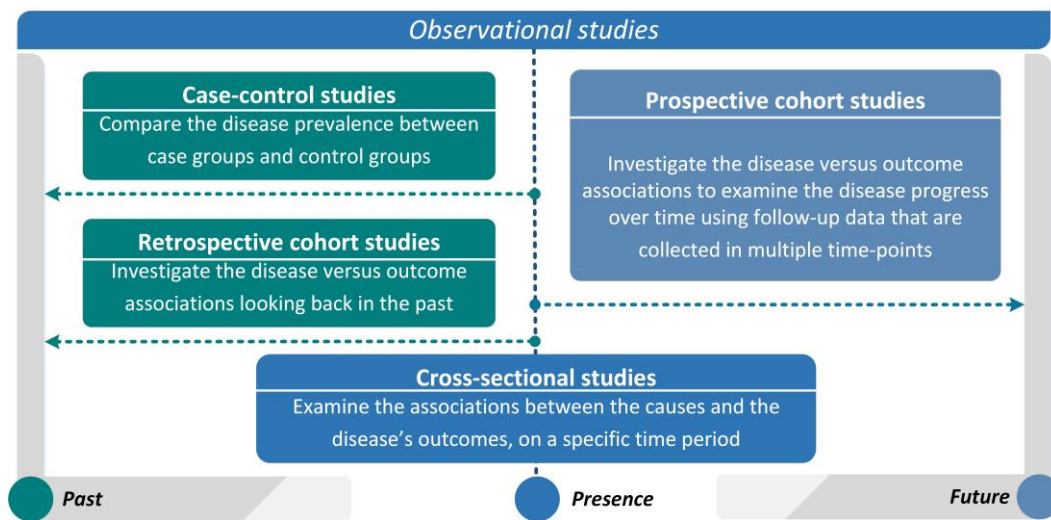 Observational studies
Case-control studies
Compare the disease prevalence between
case groups and control groups
Retrospective cohort studies
Investigate the disease versus outcome
associations looking back in the past
Prospective cohort studies
Investigate the disease versus outcome
associations to examine the disease progress
over time using follow-up data that are
collected in multiple time-points
Cross-sectional studies
Examine the associations between the causes and the
disease’s outcomes, on a specific time period
Past
Presence
Future